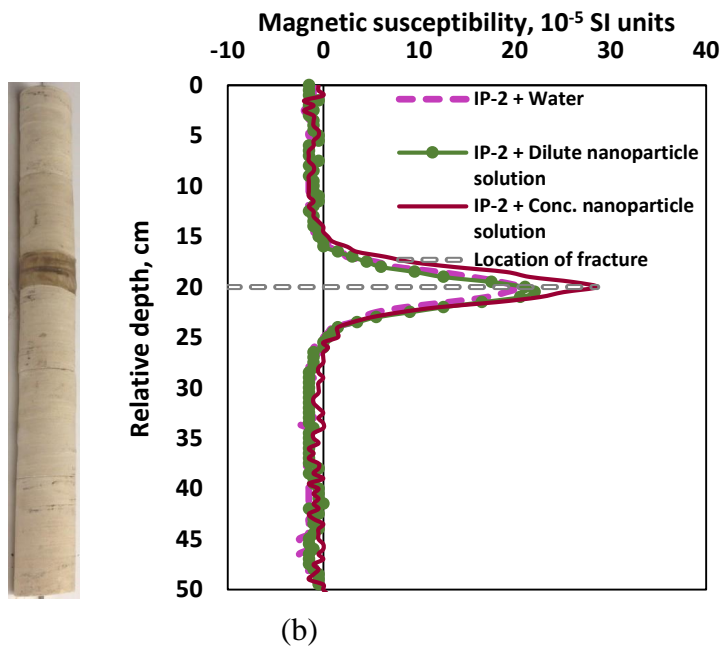 Magnetic susceptibility, 10⁻⁵ SI units
-10 0 10 20 30 40
Relative depth, cm
0
5
10
15
20
25
30
35
40
45
50
IP-2 + Water
IP-2 + Dilute nanoparticle
solution
IP-2 + Conc. nanoparticle
solution
Location of fracture
(b)